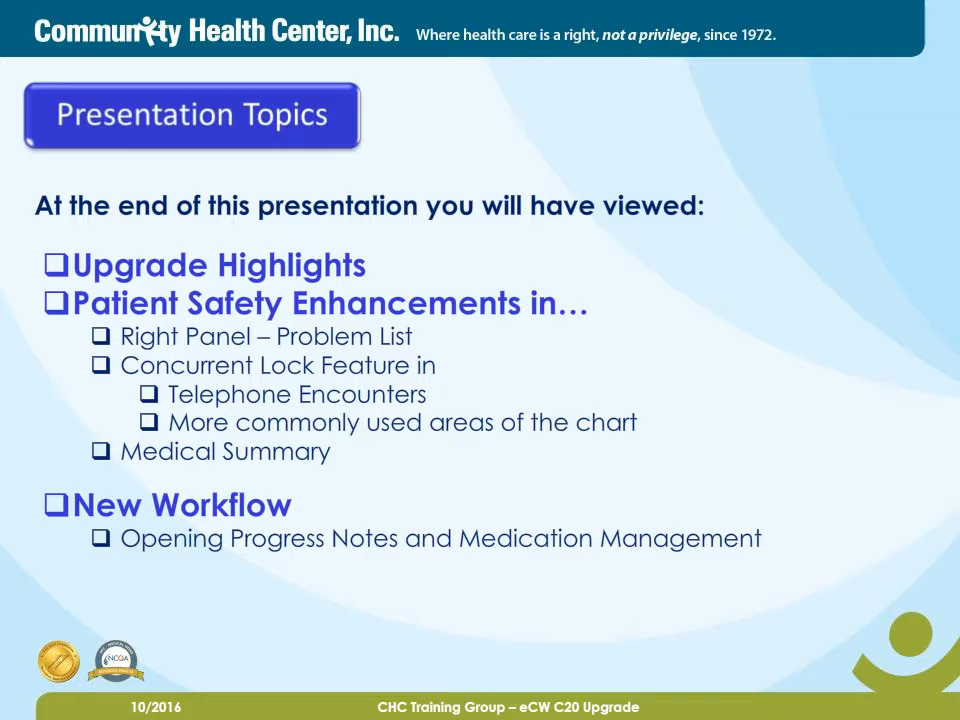 Community Health Center, Inc. Where health care is a right, not a privilege, since 1972.
Presentation Topics
At the end of this presentation you will have viewed:
❑Upgrade Highlights
❑Patient Safety Enhancements in…
❑ Right Panel – Problem List
❑ Concurrent Lock Feature in
❑ Telephone Encounters
❑ More commonly used areas of the chart
❑ Medical Summary
❑New Workflow
❑ Opening Progress Notes and Medication Management
NCQA
10/2016 CHC Training Group – eCW C20 Upgrade